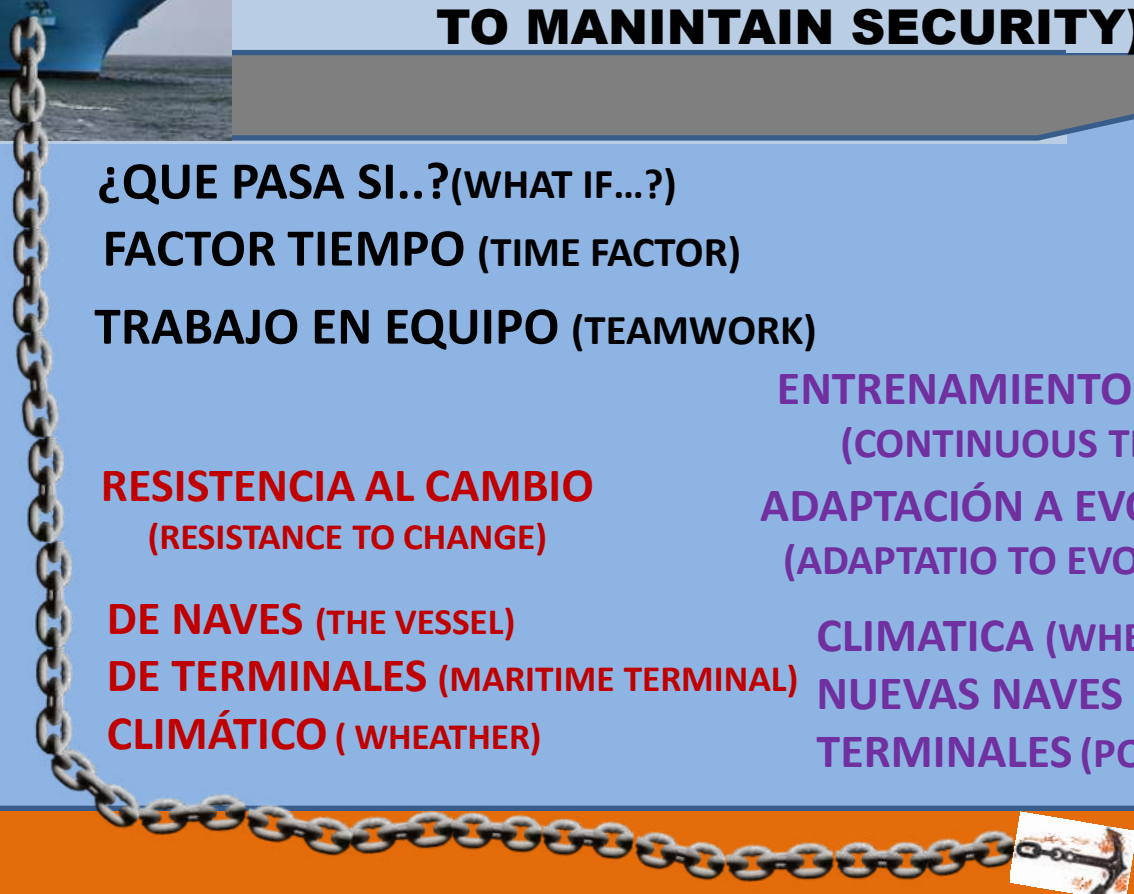 TO MANINTAIN SECURITY)
¿QUE PASA SI..?(WHAT IF...?)
FACTOR TIEMPO (TIME FACTOR)
TRABAJO EN EQUIPO (TEAMWORK)
RESISTENCIA AL CAMBIO
(RESISTANCE TO CHANGE)
DE NAVES (THE VESSEL)
DE TERMINALES (MARITIME TERMINAL)
CLIMÁTICO ( WHEATHER)
ENTRENAMIENTO
(CONTINUOUS
ADAPTACIÓN A
(ADAPTATIO TO
CLIMATICA
NUEVAS NAVES
TERMINALES